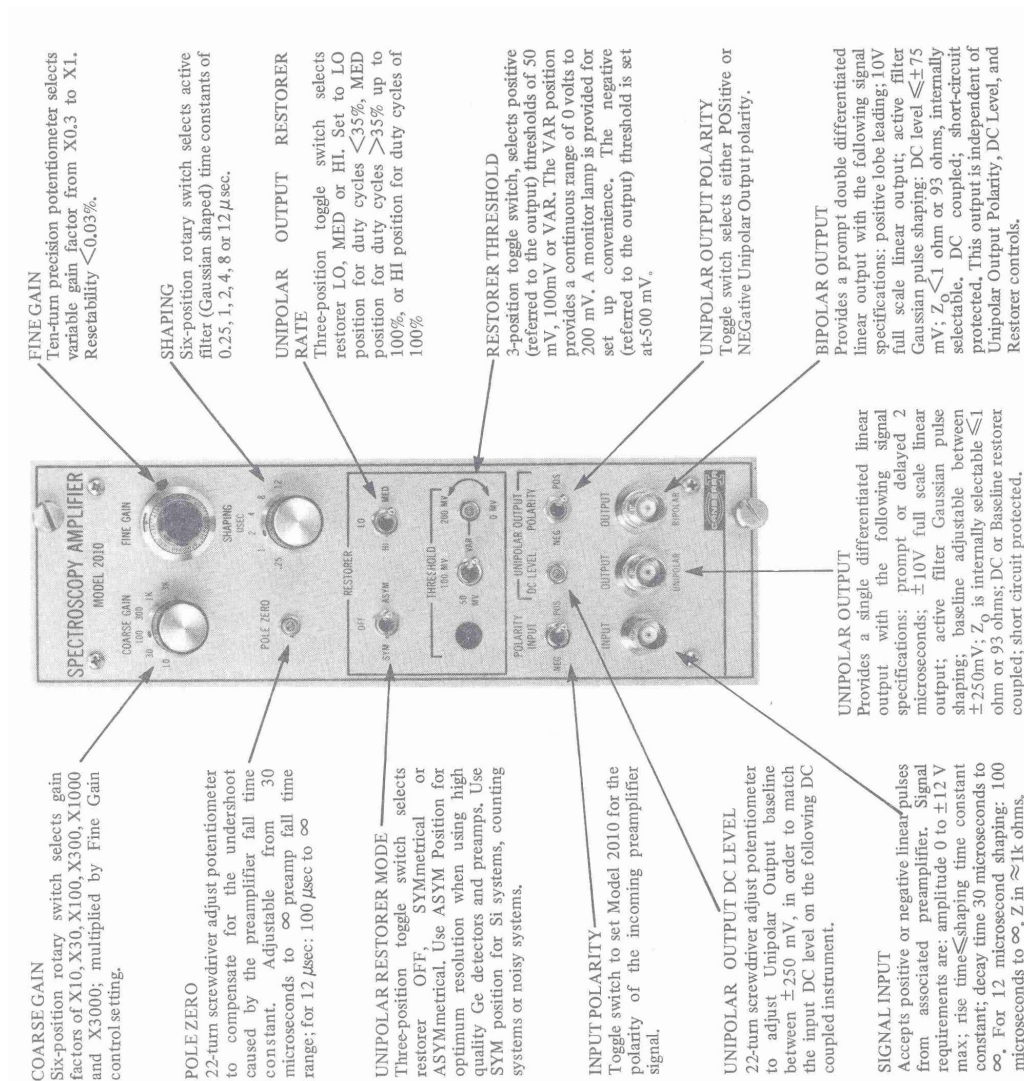 COARSE GAIN
Six-position rotary switch selects gain
factors of X10, X30, X100, X300, X1000
and X3000; multiplied by Fine Gain
control setting.
POLE ZERO
22-turn screwdriver adjust potentiometer
to compensate for the undershoot
caused by the preamplifier fall time
constant. Adjustable from 30
microseconds to ∞ preamp fall time
range; for 12 μsec: 100 μsec to ∞
UNIPOLAR RESTORER MODE
Three-position toggle switch selects
restorer OFF, SYMmetrical or
ASYMmetrical. Use ASYM Position for
optimum resolution when using high
quality Ge detectors and preamps. Use
SYM position for Si systems, counting
systems or noisy systems.
INPUT POLARITY
Toggle switch to set Model 2010 for the
polarity of the incoming preamplifier
signal.
UNIPOLAR OUTPUT DC LEVEL
22-turn screwdriver adjust potentiometer
to adjust Unipolar Output baseline
between ±250 mV, in order to match
the input DC level on the following DC
coupled instrument.
SIGNAL INPUT
Accepts positive or negative linear pulses
from associated preamplifier. Signal
requirements are: amplitude 0 to ±12 V
max; rise time≤shaping time constant
constant; decay time 30 microseconds to
∞. For 12 microsecond shaping: 100
microseconds to ∞. Z in ≈1k ohms.
SPECTROSCOPY AMPLIFIER
MODEL 2010
COARSE GAIN
10 30 100 300 1K 3K
FINE GAIN
POLE ZERO
SHAPING
μSEC
.25 1 2 4 8 12
RESTORER
SYM OFF ASYM
HI LO MED
THRESHOLD
50 MV 100 MV VAR
200 MV
0 MV
POLARITY
INPUT
NEG POS
UNIPOLAR OUTPUT
DC LEVEL POLARITY
NEG POS
INPUT
OUTPUT
UNIPOLAR
OUTPUT
BIPOLAR
CANBERRA
UNIPOLAR OUTPUT
Provides a single differentiated linear
output with the following signal
specifications: prompt or delayed 2
microseconds; ±10V full scale linear
output; active filter Gaussian pulse
shaping; baseline adjustable between
±250mV; Zo is internally selectable ≤1
ohm or 93 ohms; DC or Baseline restorer
coupled; short circuit protected.
FINE GAIN
Ten-turn precision potentiometer selects
variable gain factor from X0.3 to X1.
Resetability <0.03%.
SHAPING
Six-position rotary switch selects active
filter (Gaussian shaped) time constants of
0.25, 1, 2, 4, 8 or 12 μsec.
UNIPOLAR OUTPUT RESTORER
RATE
Three-position toggle switch selects
restorer LO, MED or HI. Set to LO
position for duty cycles <35%, MED
position for duty cycles >35% up to
100%, or HI position for duty cycles of
100%
RESTORER THRESHOLD
3-position toggle switch, selects positive
(referred to the output) thresholds of 50
mV, 100mV or VAR. The VAR position
provides a continuous range of 0 volts to
200 mV. A monitor lamp is provided for
set up convenience. The negative
(referred to the output) threshold is set
at-500 mV.
UNIPOLAR OUTPUT POLARITY
Toggle switch selects either POSitive or
NEGative Unipolar Output polarity.
BIPOLAR OUTPUT
Provides a prompt double differentiated
linear output with the following signal
specifications: positive lobe leading; 10V
full scale linear output; active filter
Gaussian pulse shaping: DC level ≤±75
mV; Zo<1 ohm or 93 ohms, internally
selectable. DC coupled; short-circuit
protected. This output is independent of
Unipolar Output Polarity, DC Level, and
Restorer controls.